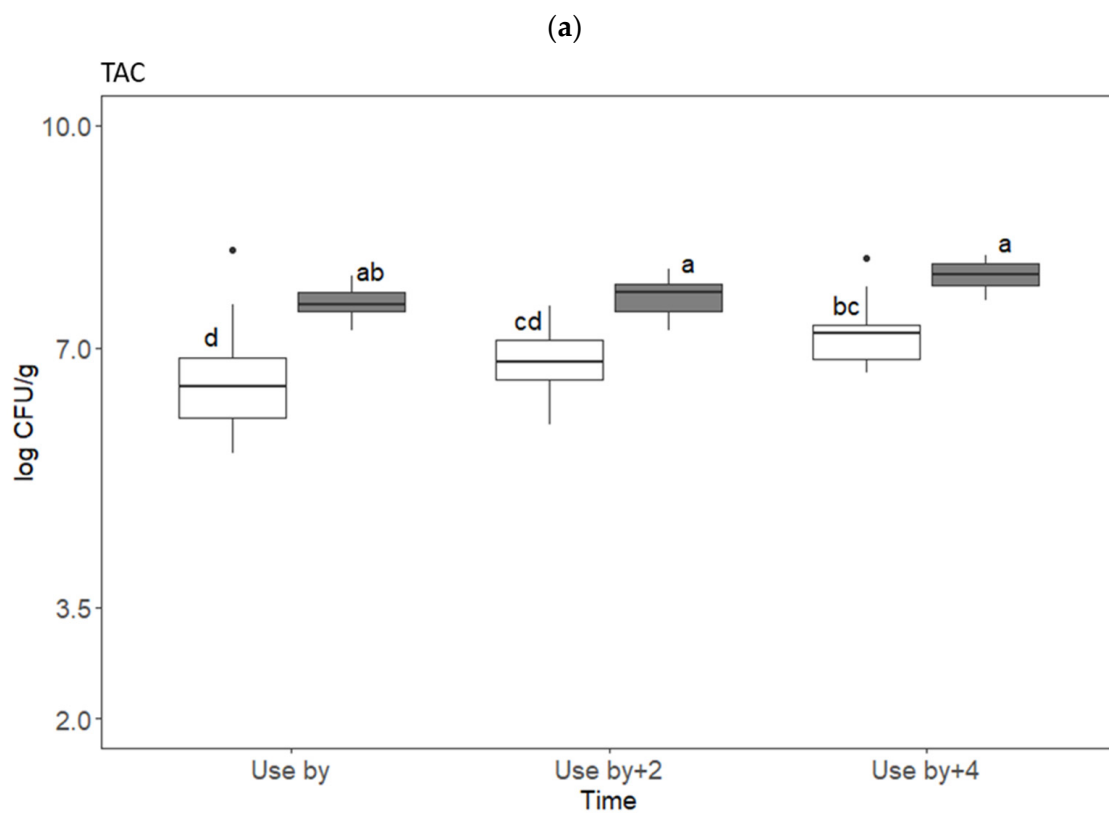 (a)
TAC
10.0
7.0
3.5
2.0
log CFU/g
d
ab
cd
a
bc
a
Use by
Use by+2
Use by+4
Time